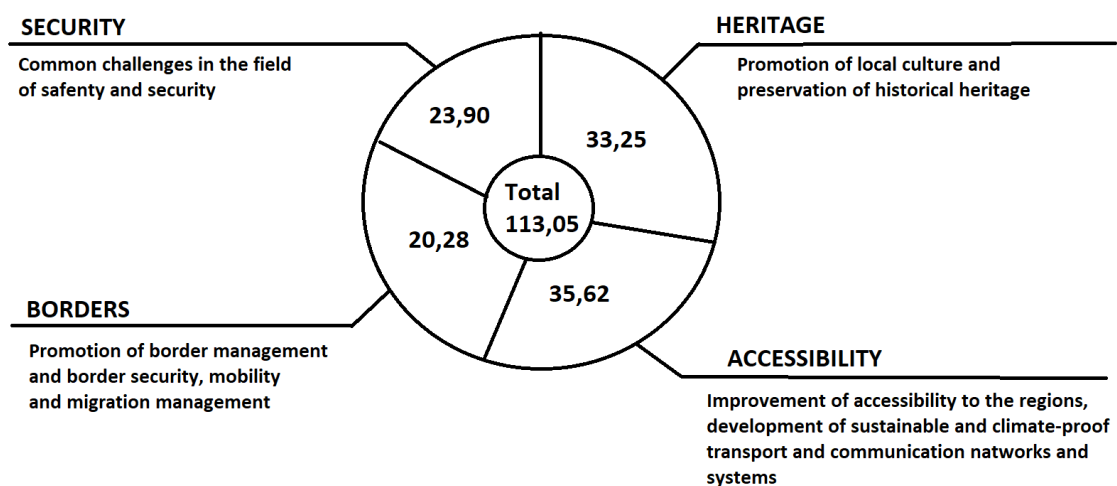 SECURITY
Common challenges in the field
of safenty and security
HERITAGE
Promotion of local culture and
preservation of historical heritage
23,90
33,25
Total
113,05
20,28
35,62
BORDERS
Promotion of border management
and border security, mobility
and migration management
ACCESSIBILITY
Improvement of accessibility to the regions,
development of sustainable and climate-proof
transport and communication natworks and
systems